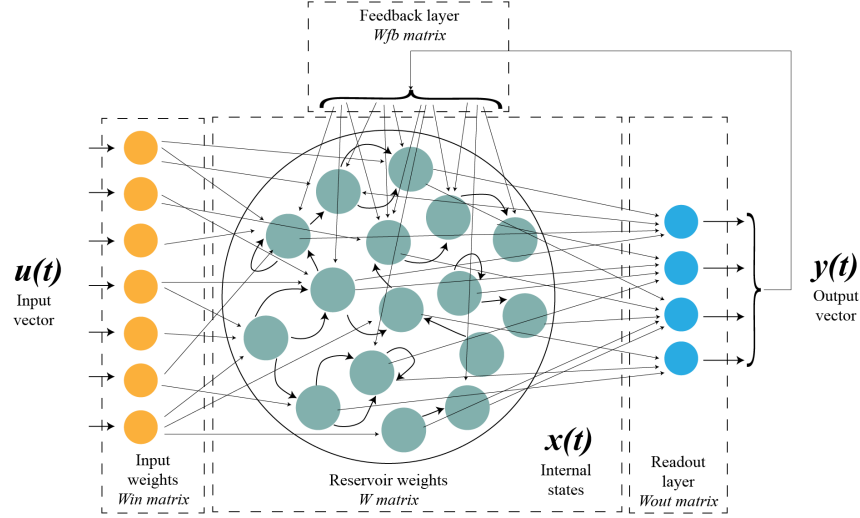 Feedback layer
Wfb matrix
u(t)
Input
vector
y(t)
Output
vector
x(t)
Internal
states
Input
weights
Win matrix
Reservoir weights
W matrix
Readout
layer
Wout matrix